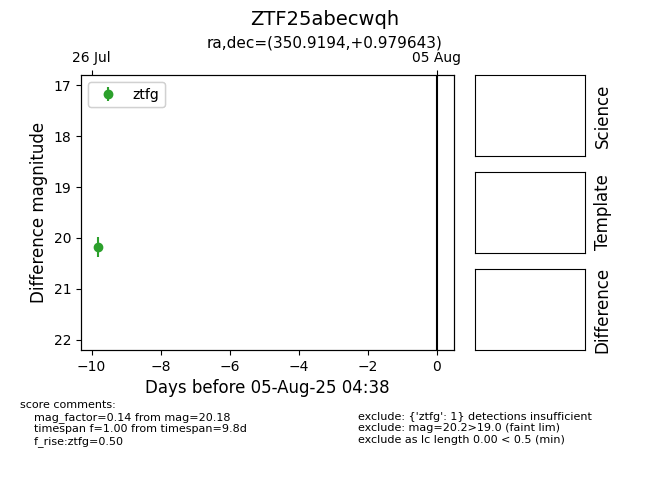 ZTF25abecwqh
ra,dec=(350.9194,+0.979643)
26 Jul
05 Aug
ztfg
17
18
19
20
21
22
Difference magnitude
−10
−8
−6
−4
−2
0
Days before 05-Aug-25 04:38
Science
Template
Difference
score comments:
mag_factor=0.14 from mag=20.18
timespan f=1.00 from timespan=9.8d
f_rise:ztfg=0.50
exclude: {'ztfg': 1} detections insufficient
exclude: mag=20.2>19.0 (faint lim)
exclude as lc length 0.00 < 0.5 (min)